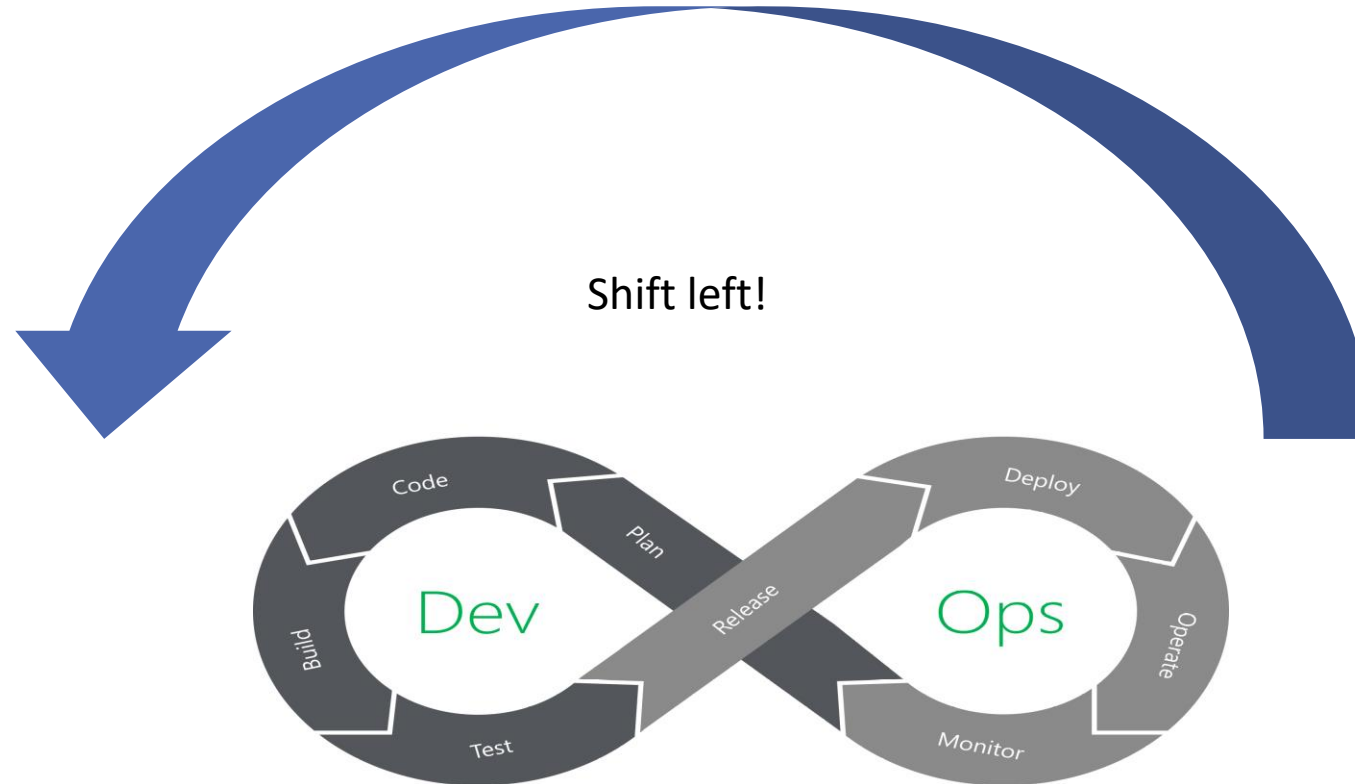 Shift left!
Code
Deploy
Plan
Dev
Release
Ops
Build
Operate
Test
Monitor